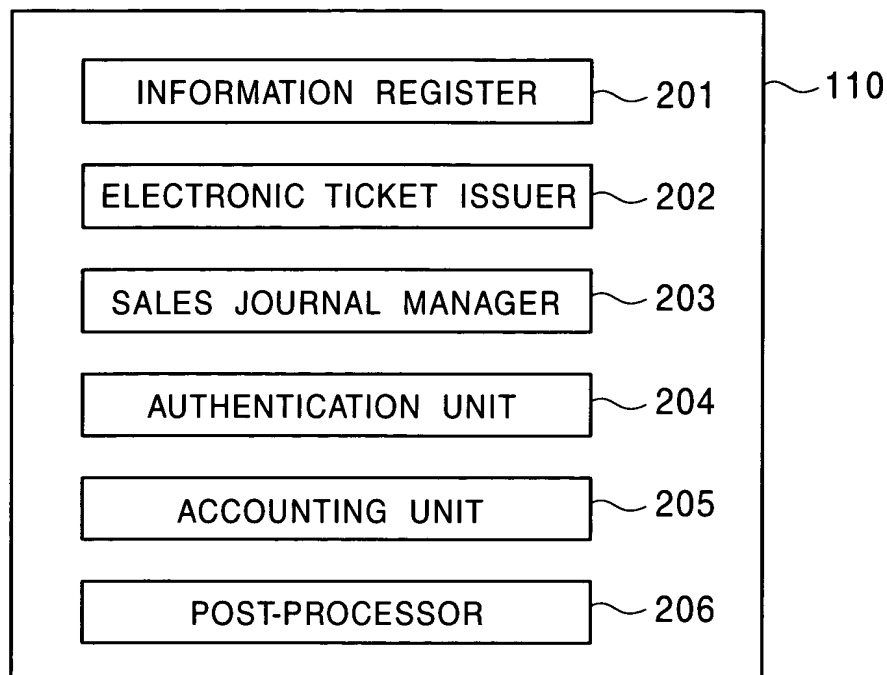 INFORMATION REGISTER 201 110
ELECTRONIC TICKET ISSUER 202
SALES JOURNAL MANAGER 203
AUTHENTICATION UNIT 204
ACCOUNTING UNIT 205
POST-PROCESSOR 206